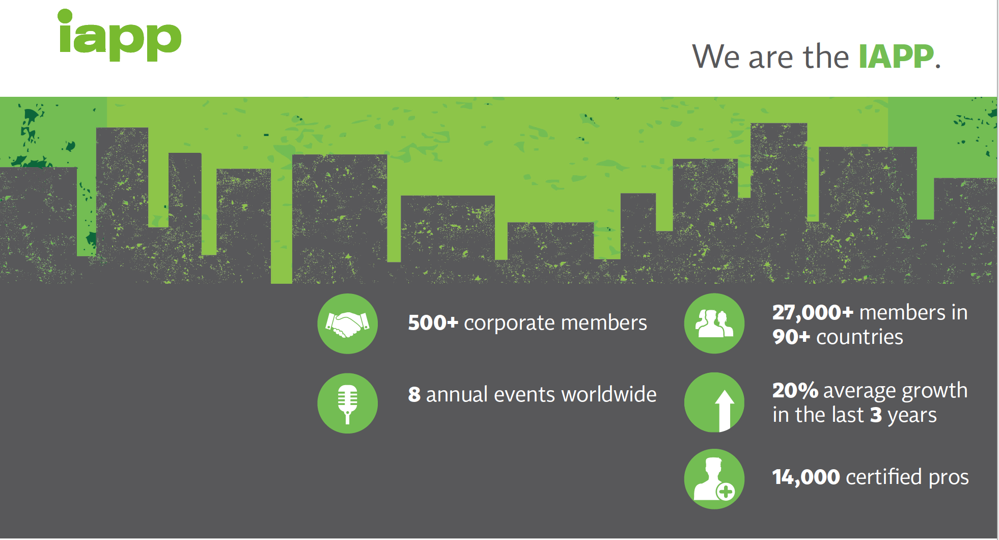 iapp
We are the IAPP.
500+ corporate members
8 annual events worldwide
27,000+ members in
90+ countries
20% average growth
in the last 3 years
14,000 certified pros